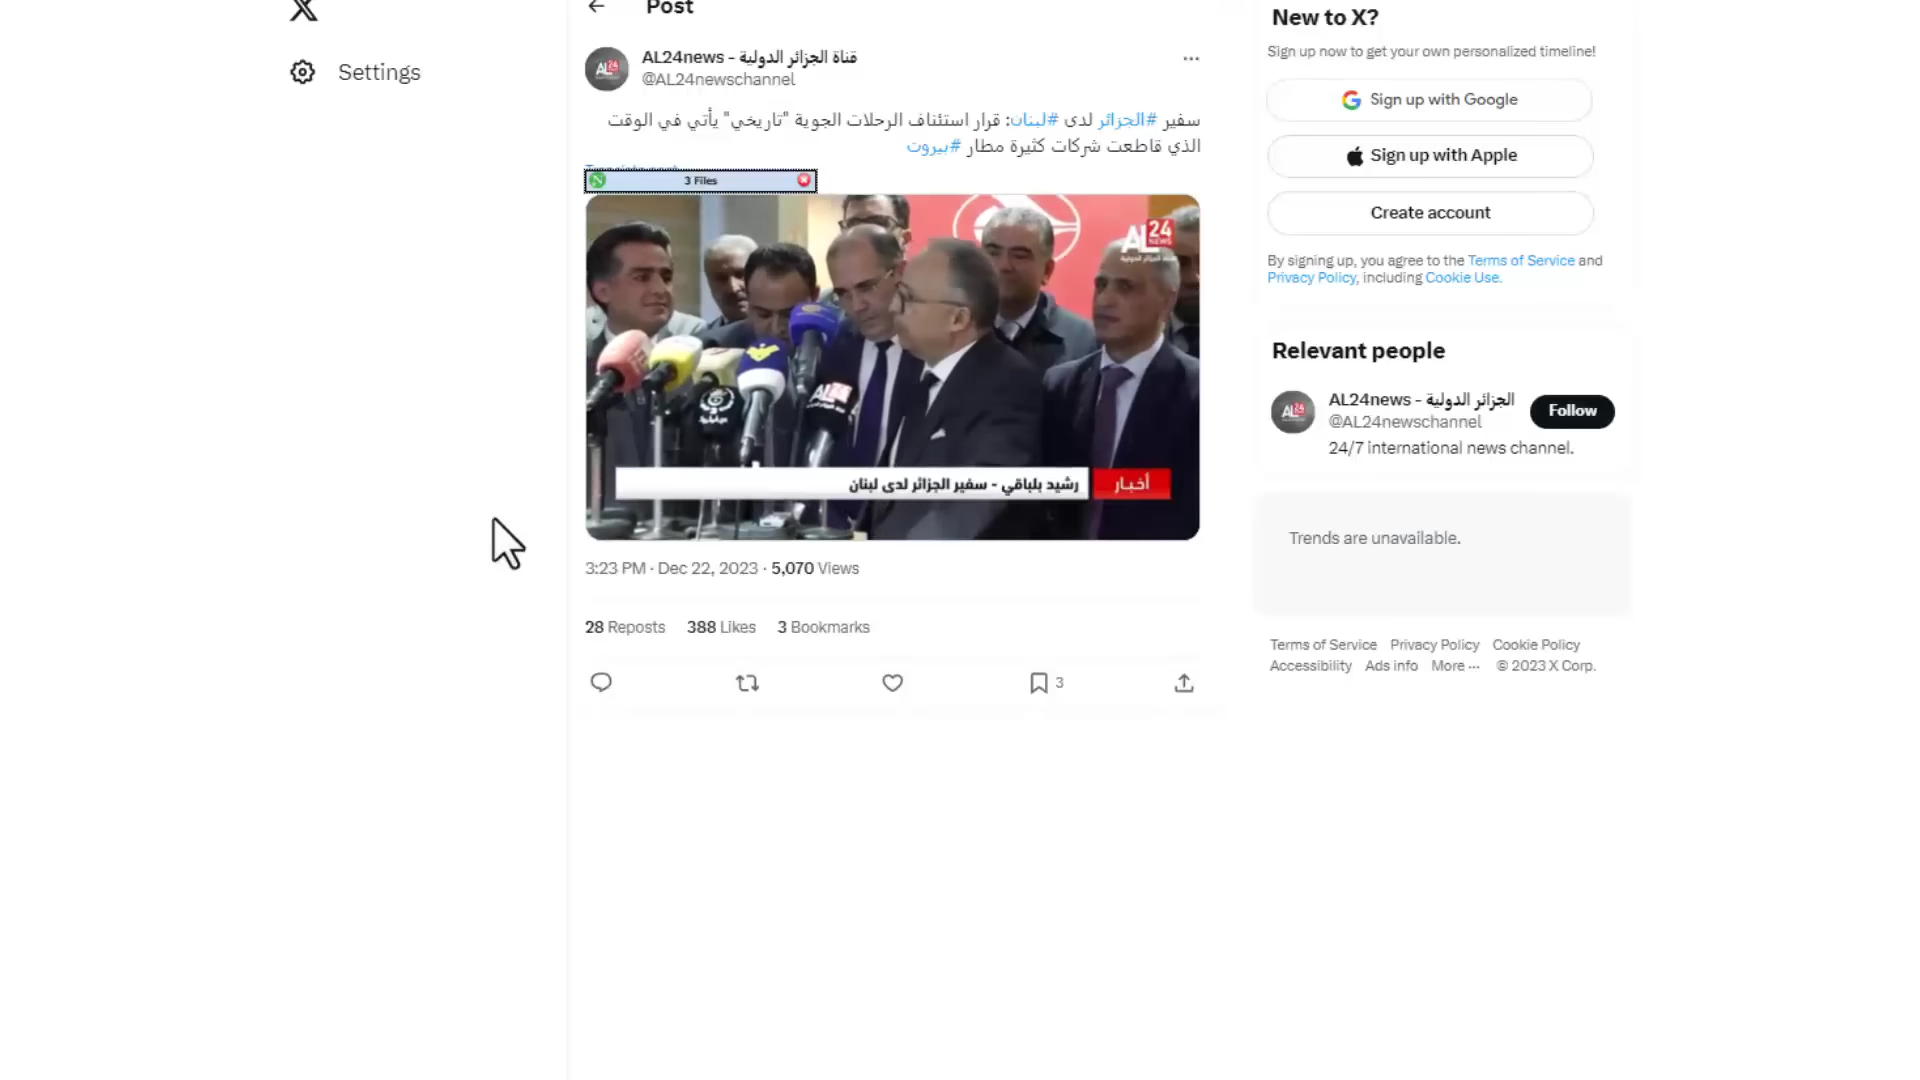 Post
Settings
AL24news - قناة الجزائر الدولية
@AL24newschannel
سفير #الجزائر لدى #لبنان: قرار استئناف الرحلات الجوية "تاريخي" يأتي في الوقت
الذي قاطعت شركات كثيرة مطار #بيروت
3 Files
AL24
NEWS
قناة الجزائر الدولية
أخبار
رشيد بلباقي - سفير الجزائر لدى لبنان
3:23 PM · Dec 22, 2023 · 5,070 Views
28 Reposts 388 Likes 3 Bookmarks
3
New to X?
Sign up now to get your own personalized timeline!
Sign up with Google
Sign up with Apple
Create account
By signing up, you agree to the Terms of Service and
Privacy Policy, including Cookie Use.
Relevant people
AL24news - الجزائر الدولية
@AL24newschannel
Follow
24/7 international news channel.
Trends are unavailable.
Terms of Service Privacy Policy Cookie Policy
Accessibility Ads info More ··· © 2023 X Corp.